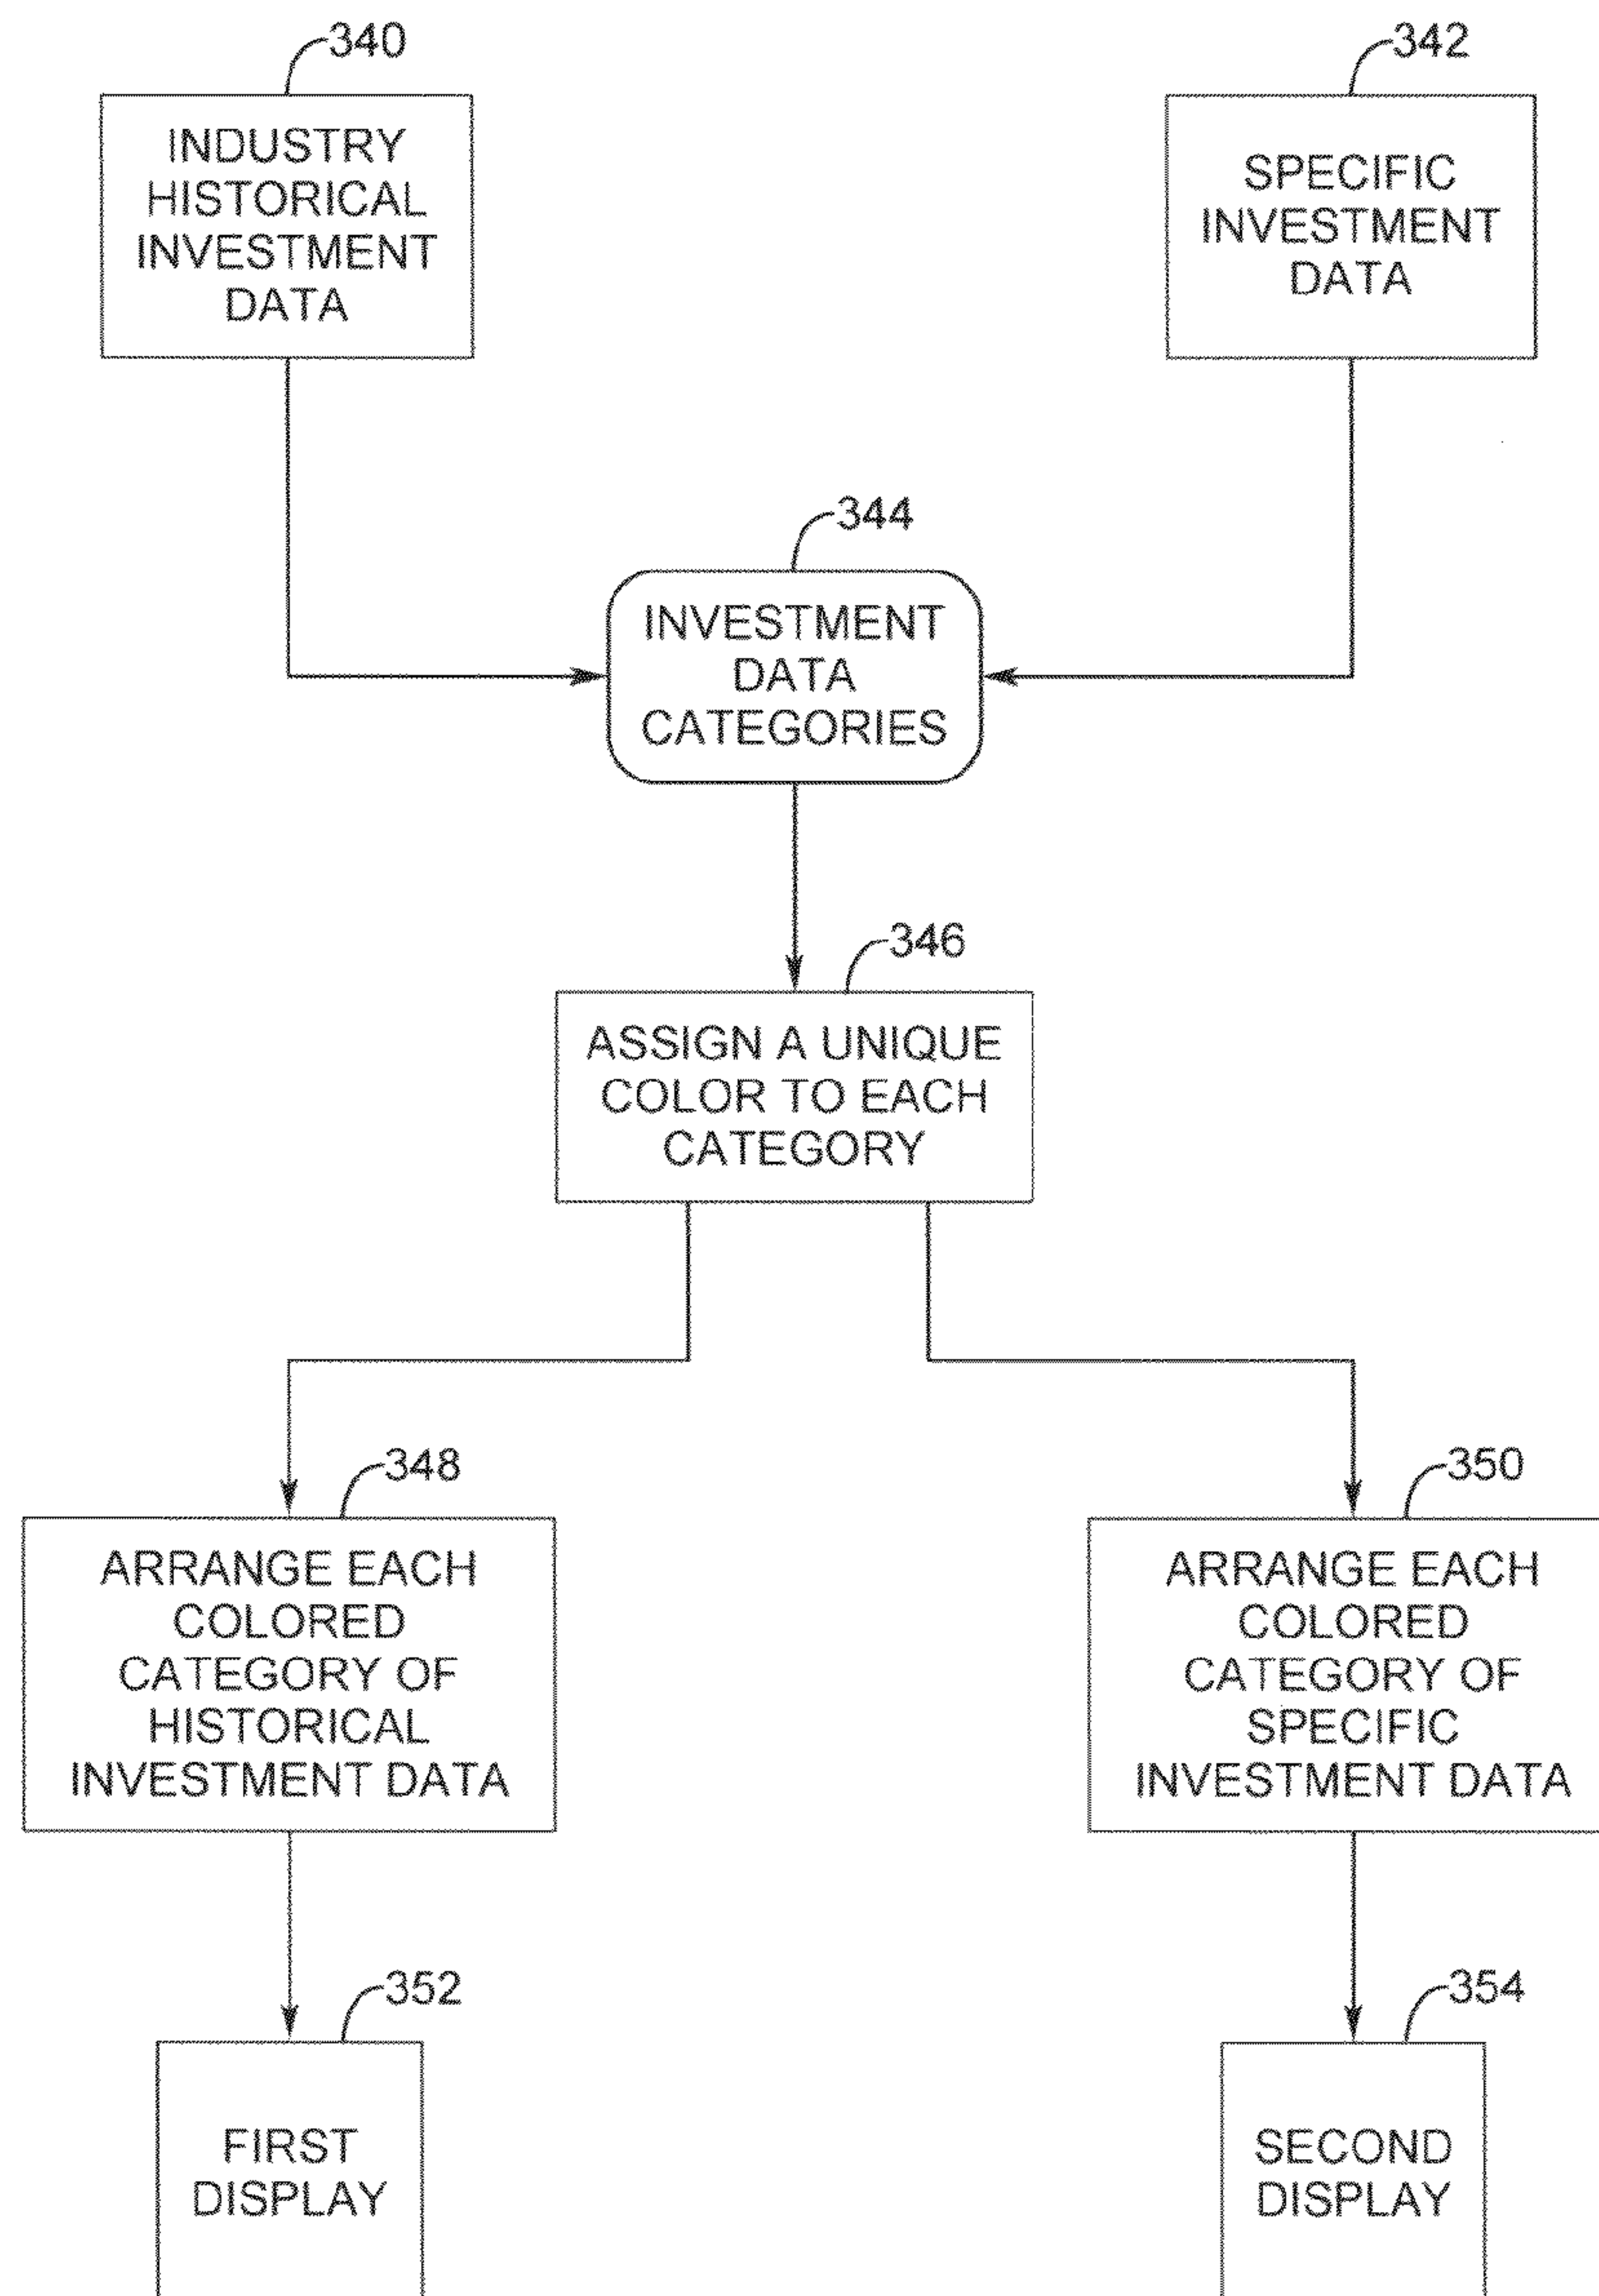 340
INDUSTRY
HISTORICAL
INVESTMENT
DATA
342
SPECIFIC
INVESTMENT
DATA
344
INVESTMENT
DATA
CATEGORIES
346
ASSIGN A UNIQUE
COLOR TO EACH
CATEGORY
348
ARRANGE EACH
COLORED
CATEGORY OF
HISTORICAL
INVESTMENT DATA
350
ARRANGE EACH
COLORED
CATEGORY OF
SPECIFIC
INVESTMENT DATA
352
FIRST
DISPLAY
354
SECOND
DISPLAY